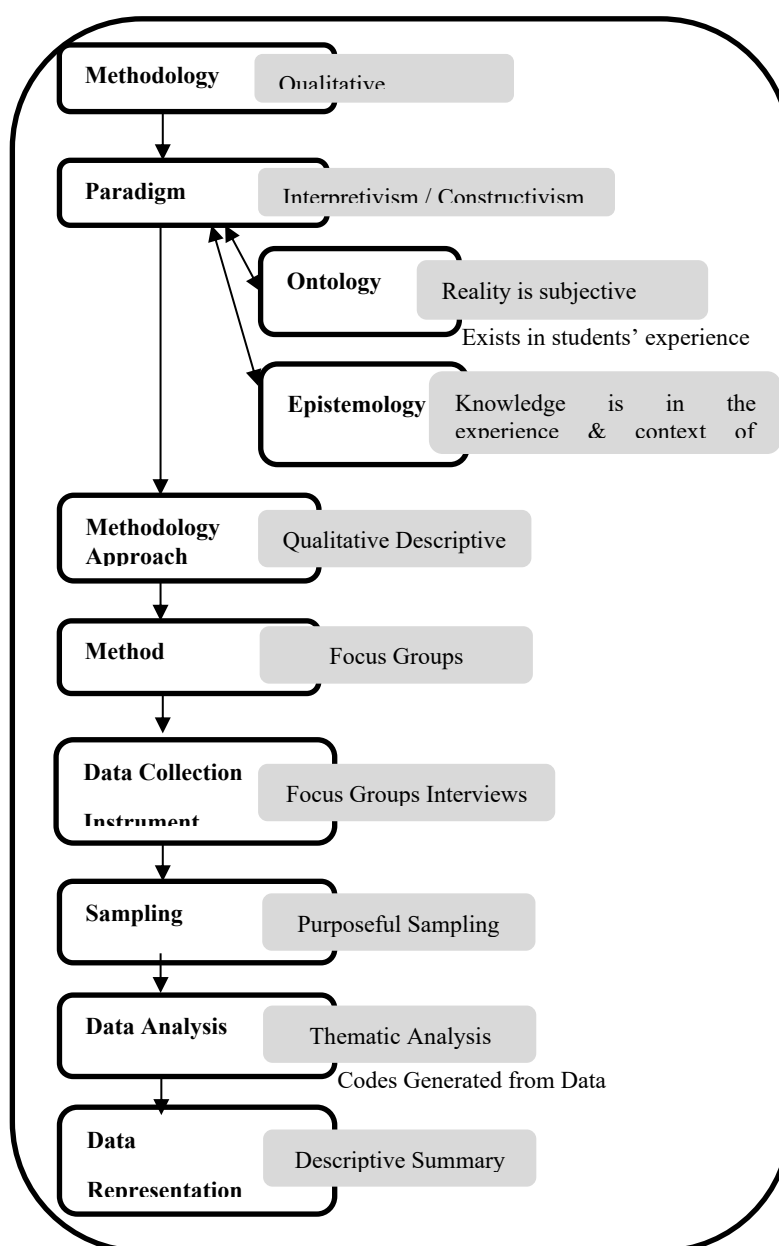 Methodology
Qualitative
Paradigm
Interpretivism / Constructivism
Ontology
Reality is subjective
Exists in students’ experience
Epistemology
Knowledge is in the
experience & context of
Methodology
Approach
Qualitative Descriptive
Method
Focus Groups
Data Collection
Instrument
Focus Groups Interviews
Sampling
Purposeful Sampling
Data Analysis
Thematic Analysis
Codes Generated from Data
Data
Representation
Descriptive Summary